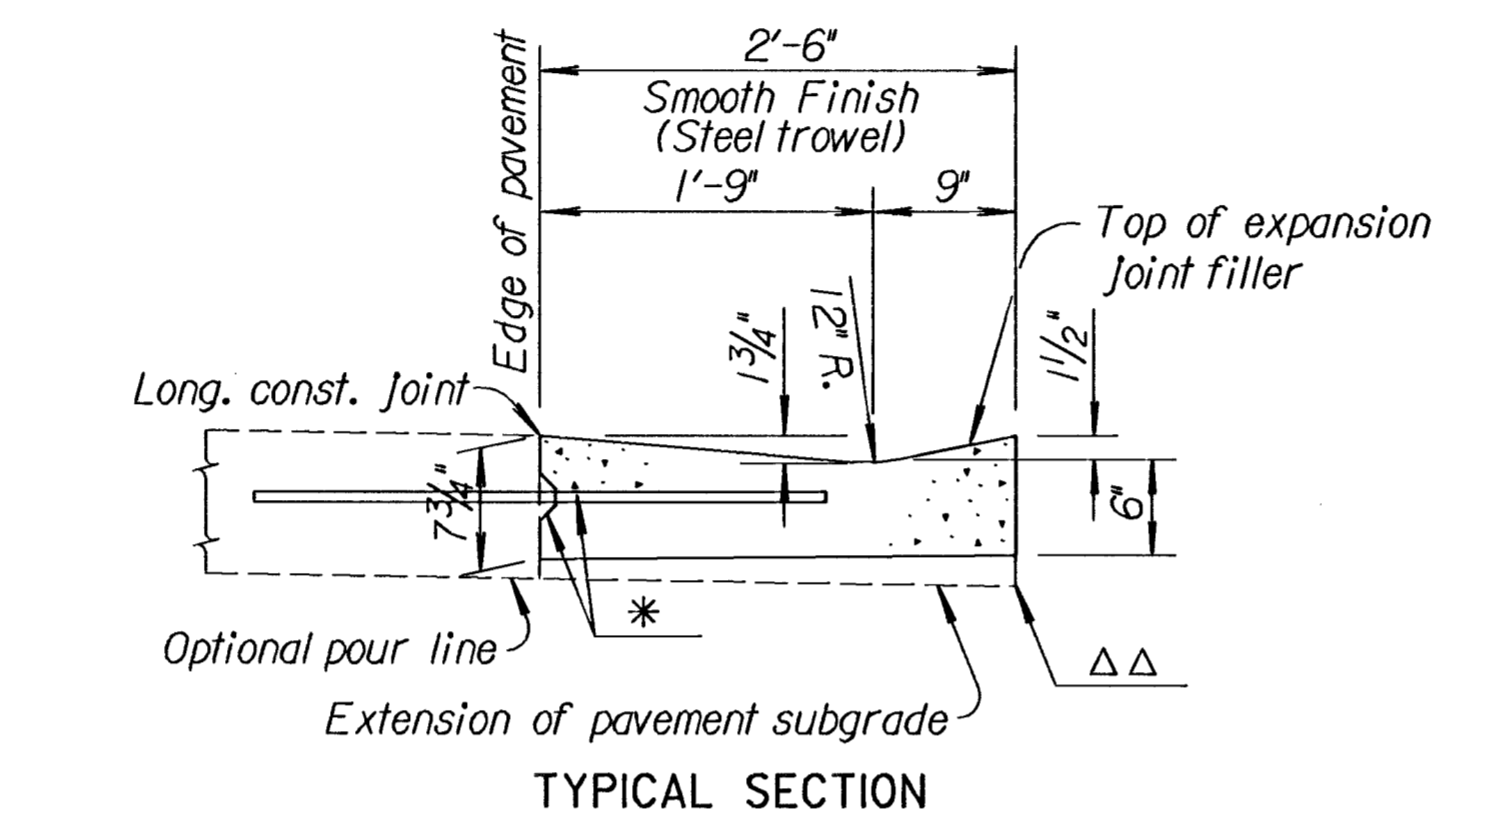 2'-6"
Smooth Finish
(Steel trowel)
1'-9"
9"
Edge of pavement
Top of expansion
joint filler
1 3/4"
12" R.
1 1/2"
Long. const. joint
7 3/4"
6"
*
Optional pour line
Δ Δ
Extension of pavement subgrade
TYPICAL SECTION